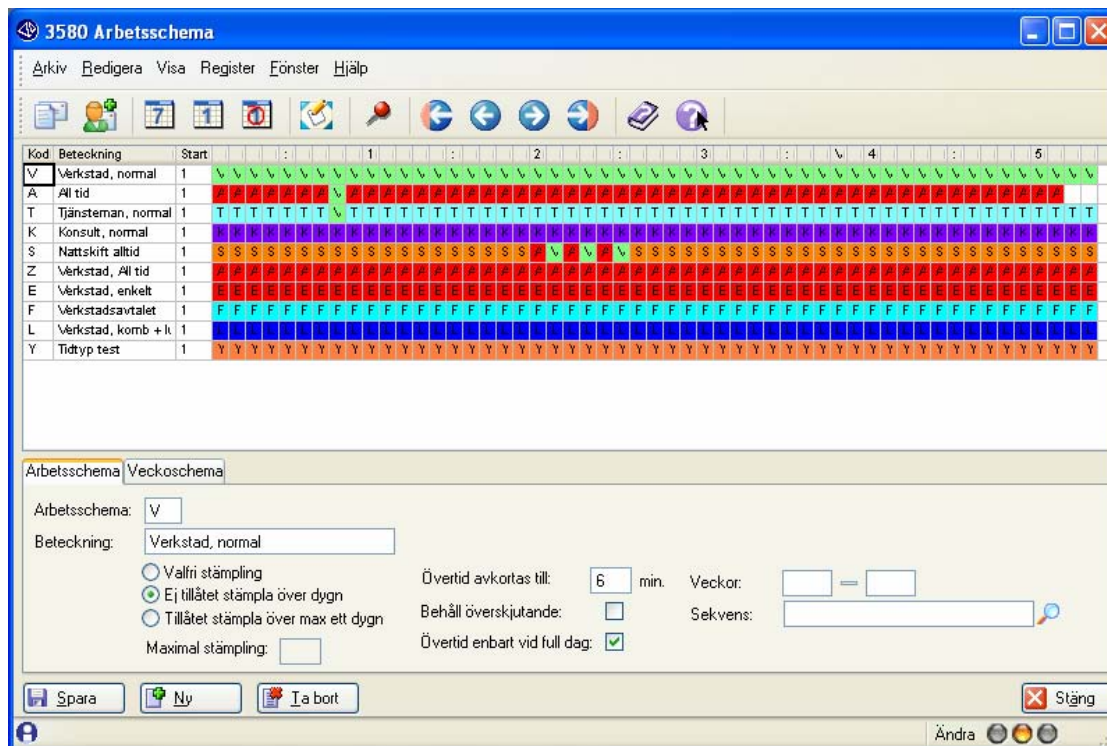 3580 Arbetsschema
Arkiv Redigera Visa Register Fönster Hjälp
7 1 0
Kod Beteckning Start : 1 : 2 : 3 : V 4 : 5
V Verkstad, normal 1 V V V V V V V V V V V V V V V V V V V V V V V V V V V V V V V V V V V V V V V V V V V V V V V V V V V V V
A All tid 1 A A A A A A A V A A A A A A A A A A A A A A A A A A A A A A A A A A A A A A A A A A A A A A A A A A A
T Tjänsteman, normal 1 T T T T T T T V T T T T T T T T T T T T T T T T T T T T T T T T T T T T T T T T T T T T T T T T T T T T T
K Konsult, normal 1 K K K K K K K K K K K K K K K K K K K K K K K K K K K K K K K K K K K K K K K K K K K K K K K K K K K K K
S Nattskift alltid 1 S S S S S S S S S S S S S S S S S S S A V A V A V S S S S S S S S S S S S S S S S S S S S S S S S S S S S
Z Verkstad, All tid 1 A A A A A A A A A A A A A A A A A A A A A A A A A A A A A A A A A A A A A A A A A A A A A A A A A A A A A
E Verkstad, enkelt 1 E E E E E E E E E E E E E E E E E E E E E E E E E E E E E E E E E E E E E E E E E E E E E E E E E E E E E
F Verkstadsavtalet 1 F F F F F F F F F F F F F F F F F F F F F F F F F F F F F F F F F F F F F F F F F F F F F F F F F F F F F
L Verkstad, komb + lu 1 L L L L L L L L L L L L L L L L L L L L L L L L L L L L L L L L L L L L L L L L L L L L L L L L L L L L L
Y Tidtyp test 1 Y Y Y Y Y Y Y Y Y Y Y Y Y Y Y Y Y Y Y Y Y Y Y Y Y Y Y Y Y Y Y Y Y Y Y Y Y Y Y Y Y Y Y Y Y Y Y Y Y Y Y Y Y
Arbetsschema Veckoschema
Arbetsschema: V
Beteckning: Verkstad, normal
Valfri stämpling
Ej tillåtet stämpla över dygn
Tillåtet stämpla över max ett dygn
Maximal stämpling:
Övertid avkortas till: 6 min.
Behåll överskjutande:
Övertid enbart vid full dag:
Veckor:
Sekvens:
Spara Ny Ta bort Stäng
Ändra